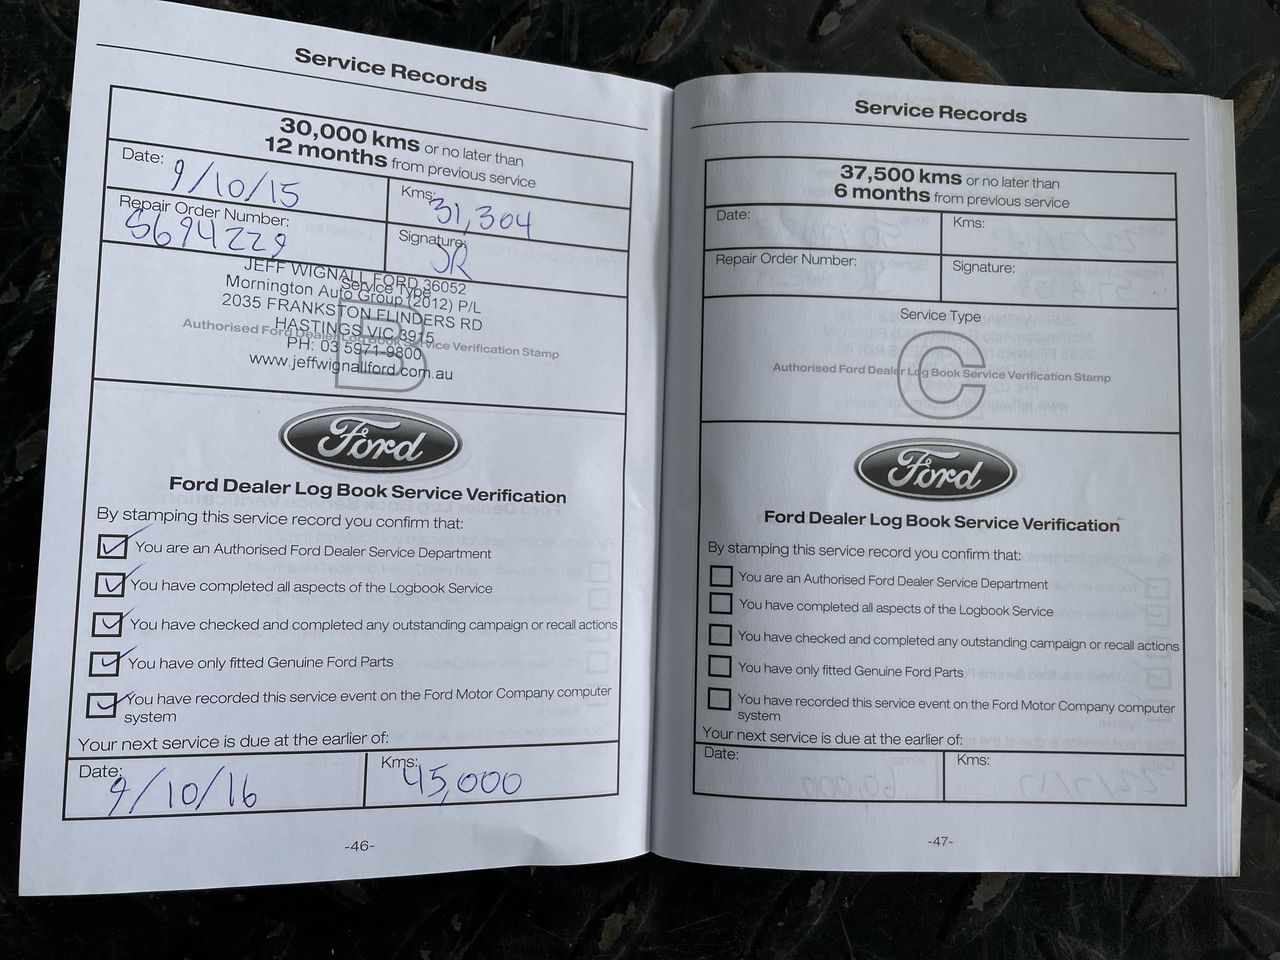 Service Records
30,000 kms or no later than
12 months from previous service
Date: 9/10/15
Kms: 31,304
Repair Order Number: 5694229
Signature: JR
Service Type
B
Authorised Ford Dealer Log Book Service Verification Stamp
JEFF WIGNALL FORD 36052
Mornington Auto Group (2012) P/L
2035 FRANKSTON FLINDERS RD
HASTINGS VIC 3915
PH: 03 5971-9800
www.jeffwignallford.com.au
Ford
Ford Dealer Log Book Service Verification
By stamping this service record you confirm that:
You are an Authorised Ford Dealer Service Department
You have completed all aspects of the Logbook Service
You have checked and completed any outstanding campaign or recall actions
You have only fitted Genuine Ford Parts
You have recorded this service event on the Ford Motor Company computer
system
Your next service is due at the earlier of:
Date: 9/10/16
Kms: 45,000
-46-
Service Records
37,500 kms or no later than
6 months from previous service
Date:
Kms:
Repair Order Number:
Signature:
Service Type
C
Authorised Ford Dealer Log Book Service Verification Stamp
Ford
Ford Dealer Log Book Service Verification
By stamping this service record you confirm that:
You are an Authorised Ford Dealer Service Department
You have completed all aspects of the Logbook Service
You have checked and completed any outstanding campaign or recall actions
You have only fitted Genuine Ford Parts
You have recorded this service event on the Ford Motor Company computer
system
Your next service is due at the earlier of:
Date:
Kms:
-47-